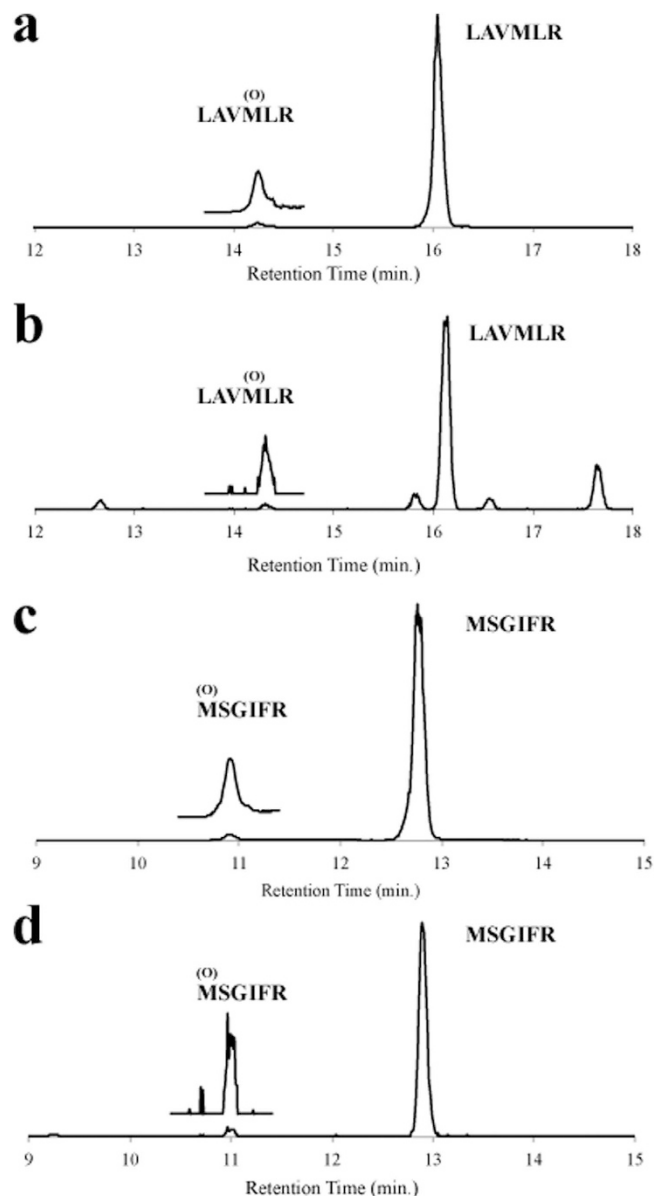 a
LAVMLR
(O)
LAVMLR
12 13 14 15 16 17 18
Retention Time (min.)
b
LAVMLR
(O)
LAVMLR
12 13 14 15 16 17 18
Retention Time (min.)
c
MSGIFR
(O)
MSGIFR
9 10 11 12 13 14 15
Retention Time (min.)
d
MSGIFR
(O)
MSGIFR
9 10 11 12 13 14 15
Retention Time (min.)